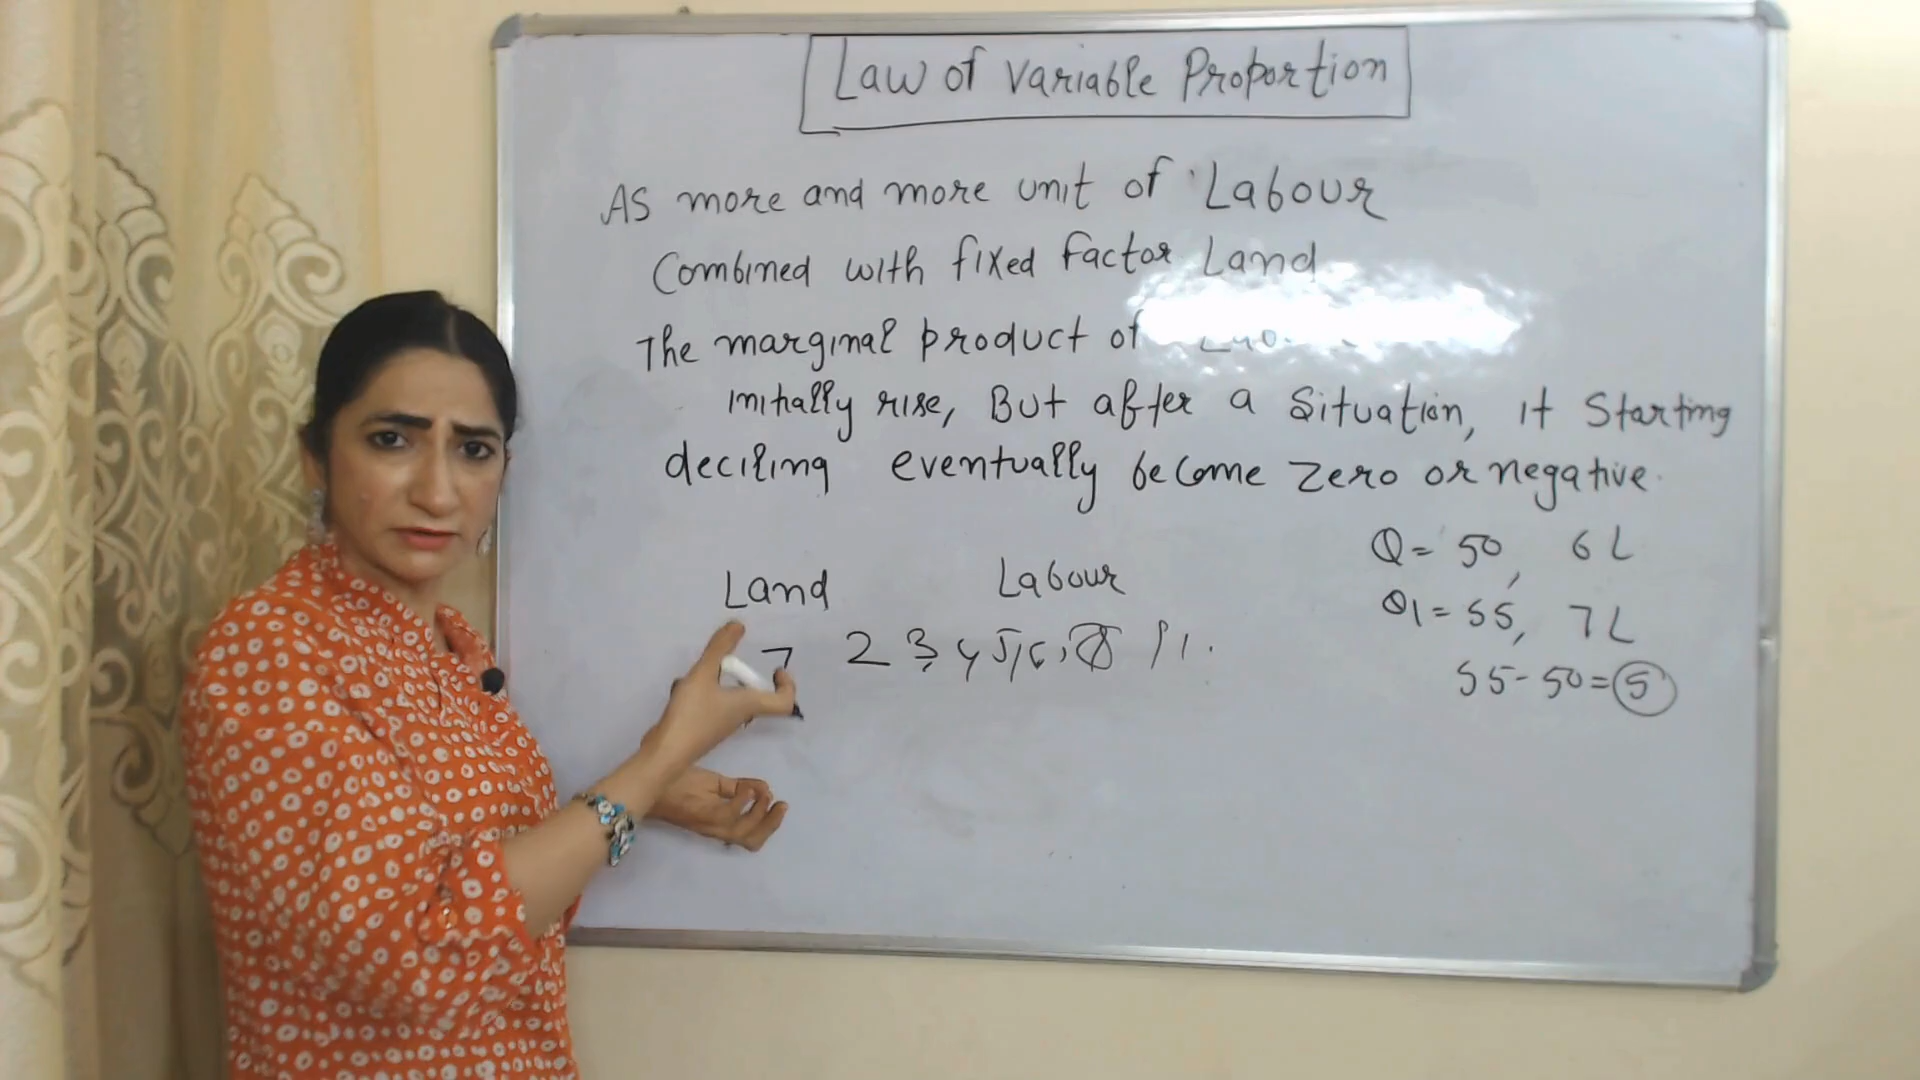 Law of Variable Proportion
As more and more unit of Labour
Combined with fixed factor Land
The marginal product of
initially rise, But after a Situation, it Starting
deciling eventually become zero or negative.
Q = 50, 6 L
Land Labour
Q1 = 55, 7 L
2 3, 4 5, 6,
55 - 50 = 5